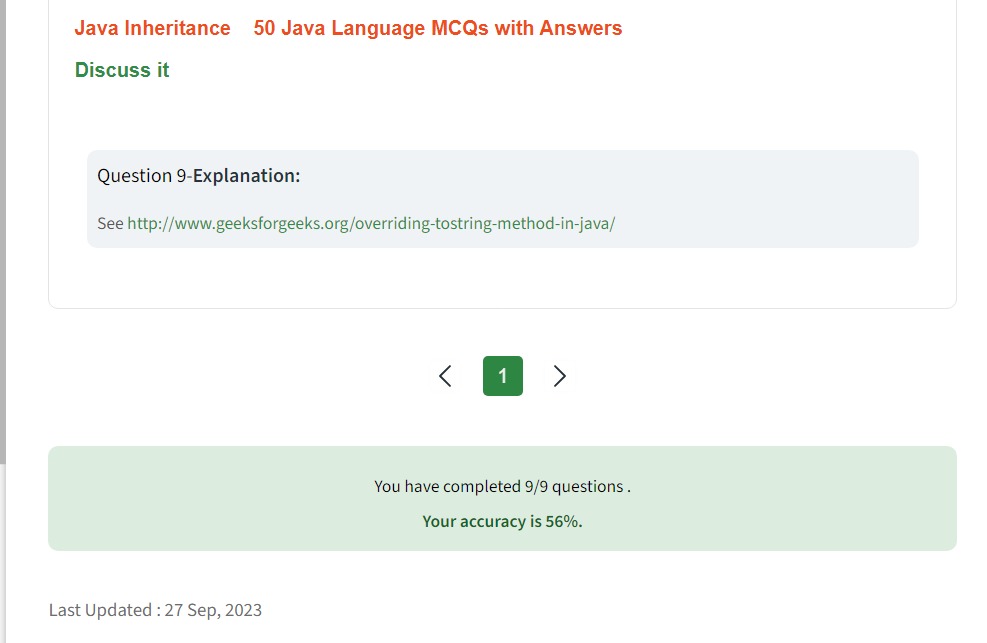 Java Inheritance 50 Java Language MCQs with Answers
Discuss it
Question 9-Explanation:
See http://www.geeksforgeeks.org/overriding-tostring-method-in-java/
1
You have completed 9/9 questions .
Your accuracy is 56%.
Last Updated : 27 Sep, 2023